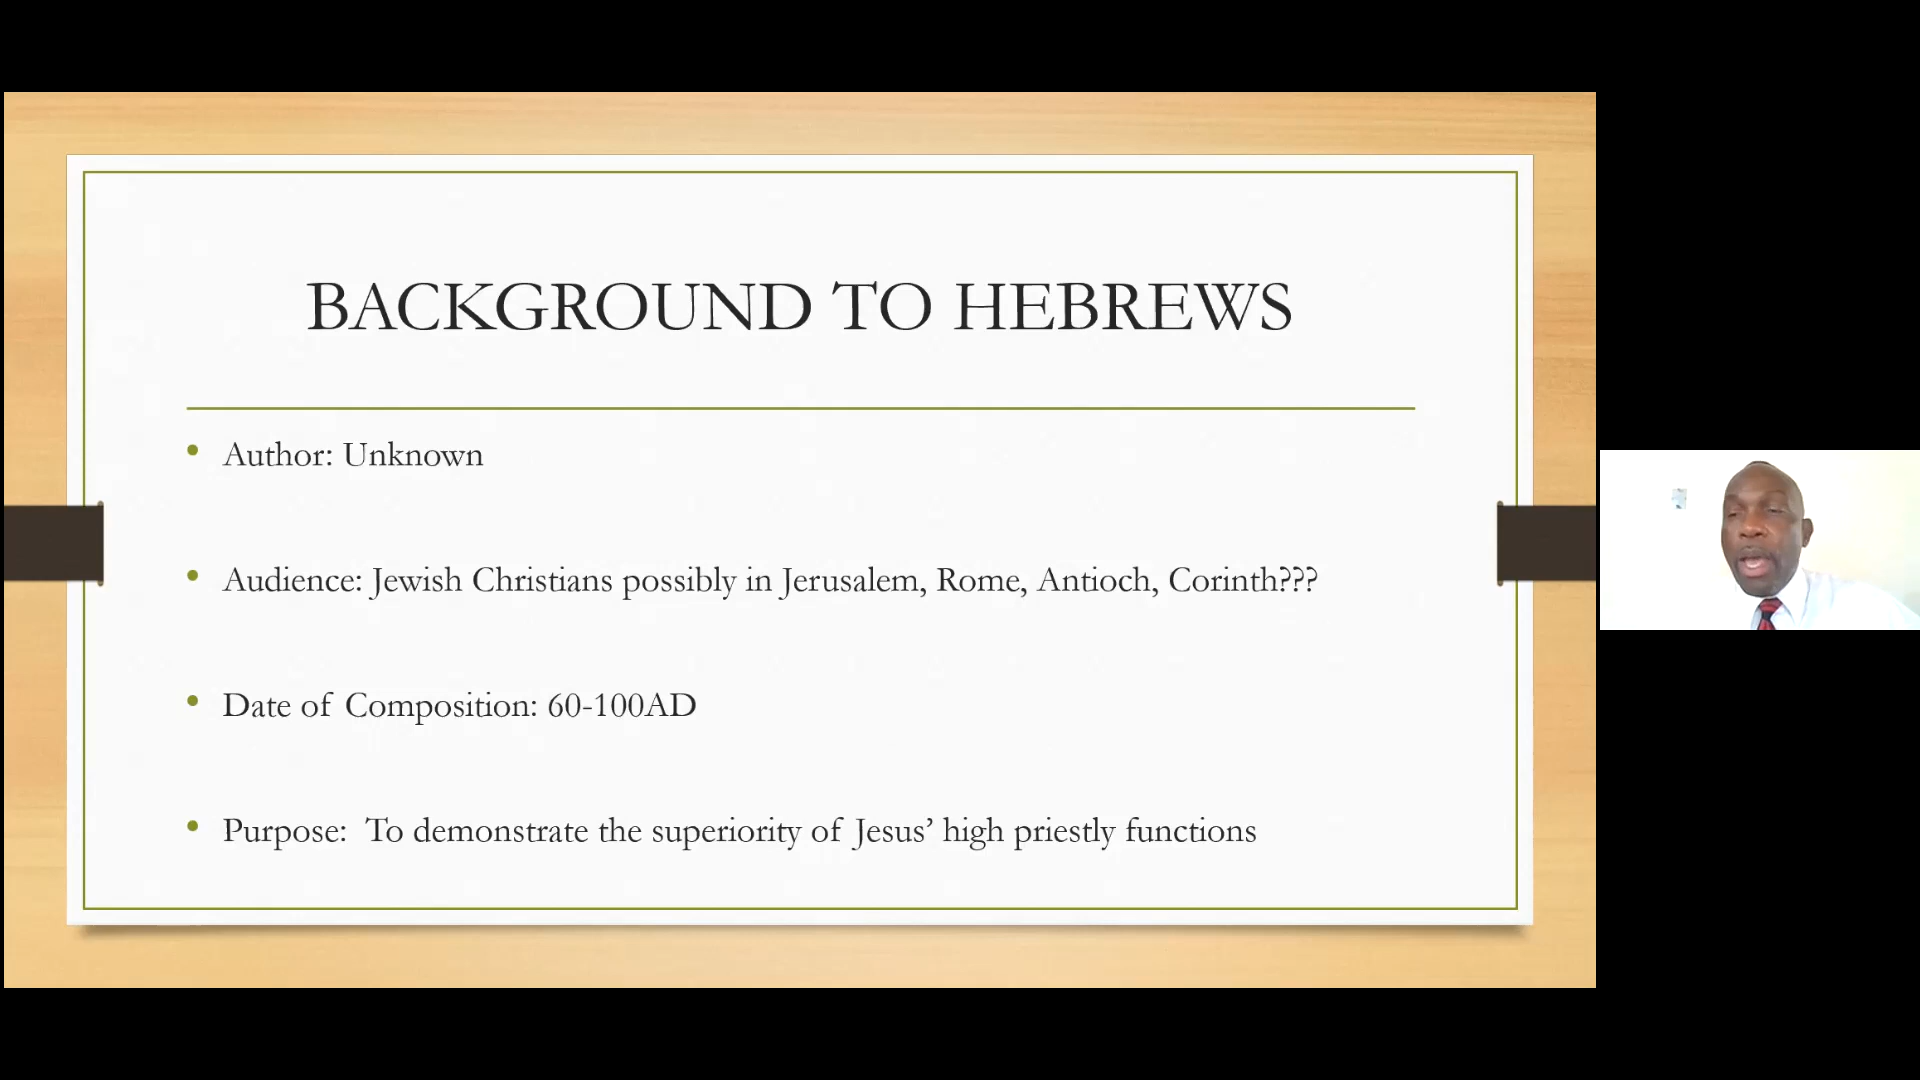 BACKGROUND TO HEBREWS
• Author: Unknown
• Audience: Jewish Christians possibly in Jerusalem, Rome, Antioch, Corinth???
• Date of Composition: 60-100AD
• Purpose:  To demonstrate the superiority of Jesus’ high priestly functions